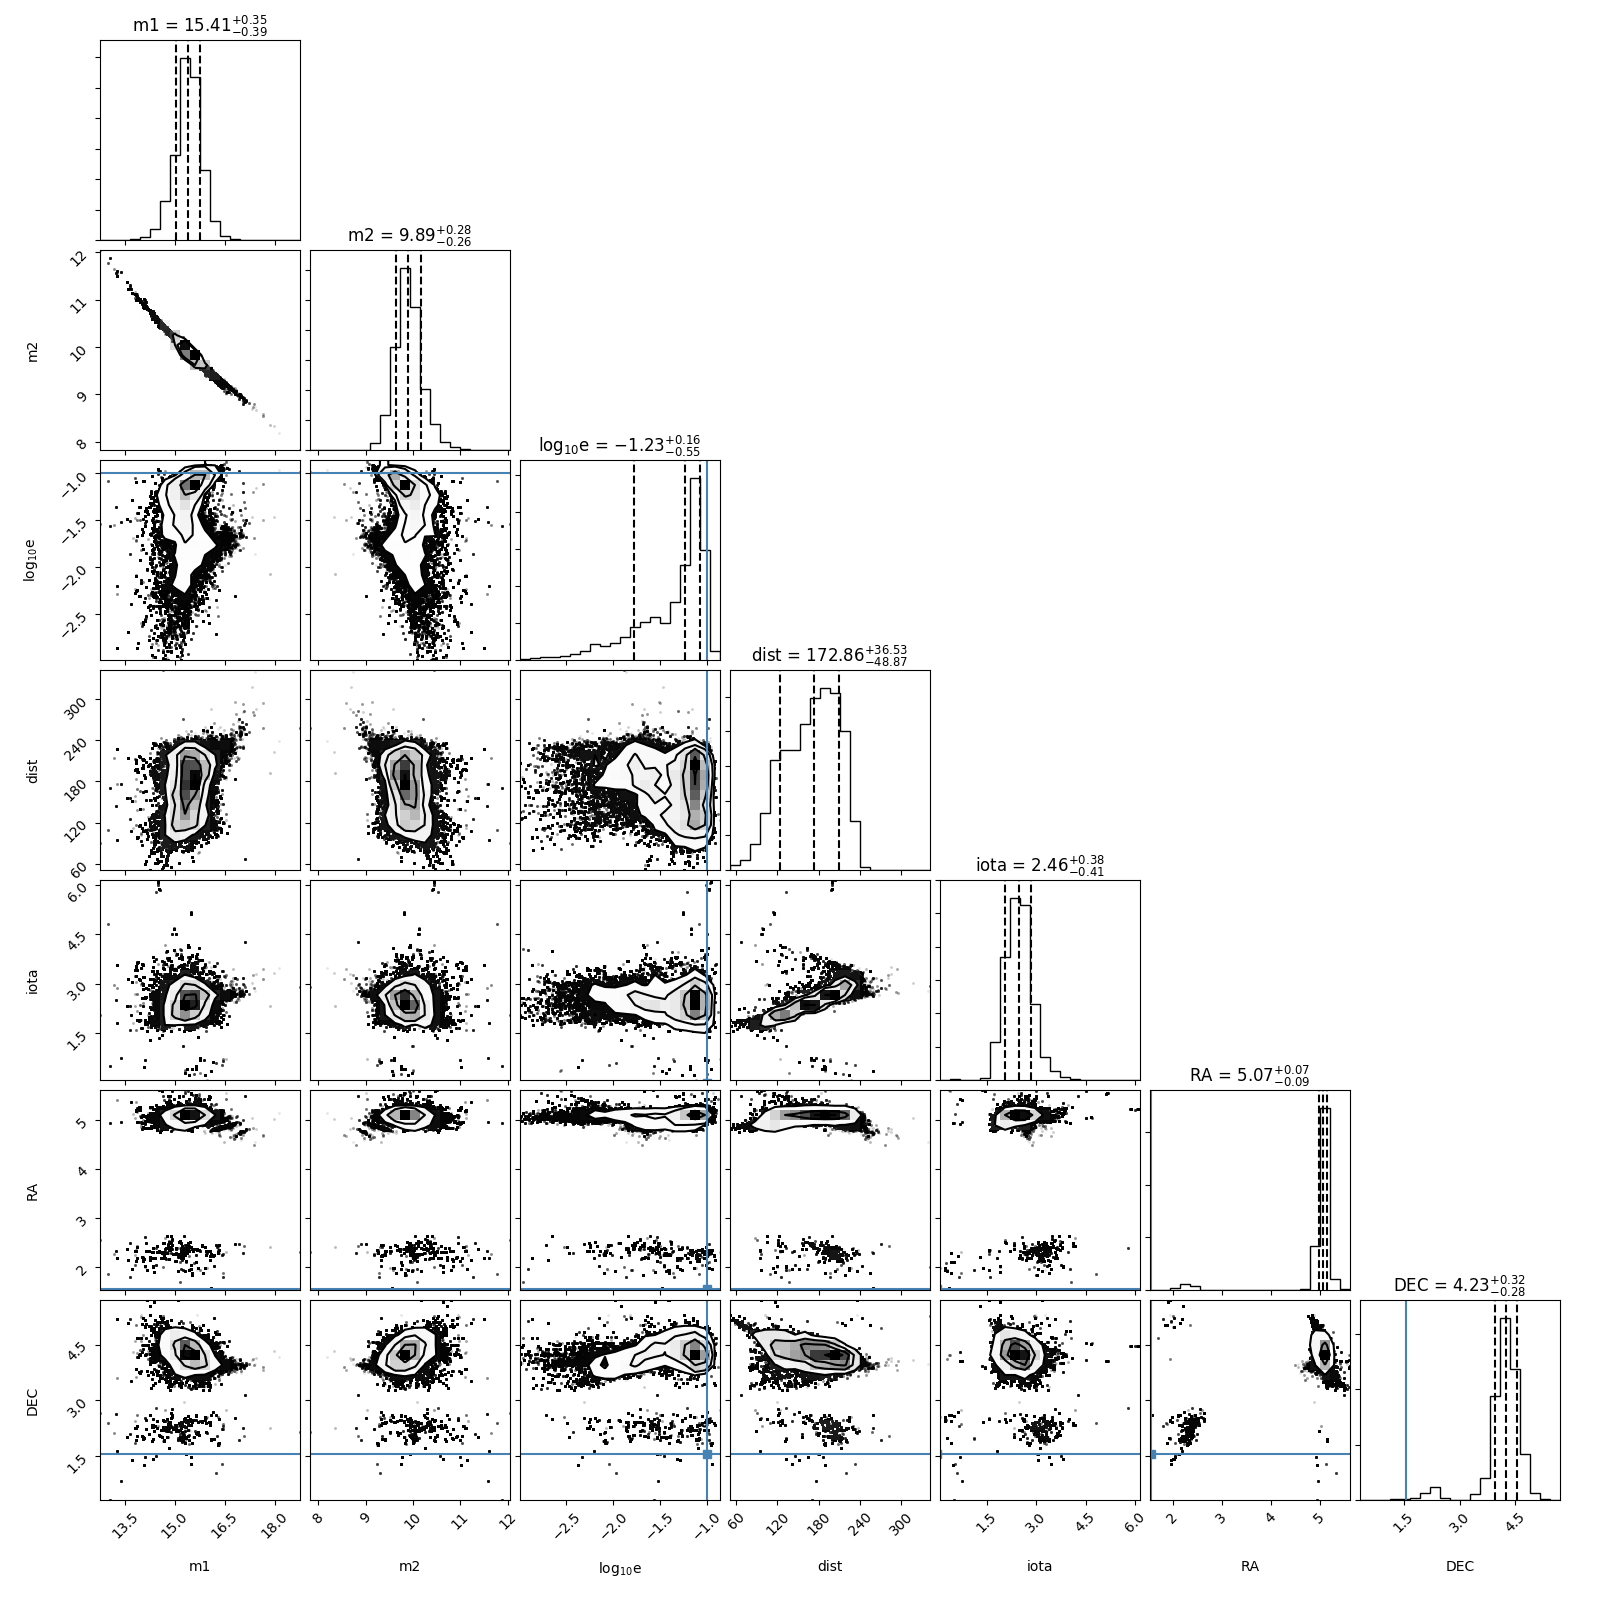 m1 = 15.41 +0.35 −0.39
m2
12
11
10
9
8
m2 = 9.89 +0.28 −0.26
log10e
−1.0
−1.5
−2.0
−2.5
log10e = −1.23 +0.16 −0.55
dist
300
240
180
120
60
dist = 172.86 +36.53 −48.87
iota
6.0
4.5
3.0
1.5
iota = 2.46 +0.38 −0.41
RA
5
4
3
2
RA = 5.07 +0.07 −0.09
DEC
4.5
3.0
1.5
DEC = 4.23 +0.32 −0.28
13.5 15.0 16.5 18.0 8 9 10 11 12 −2.5 −2.0 −1.5 −1.0 60 120 180 240 300 1.5 3.0 4.5 6.0 2 3 4 5 1.5 3.0 4.5
m1 m2 log10e dist iota RA DEC